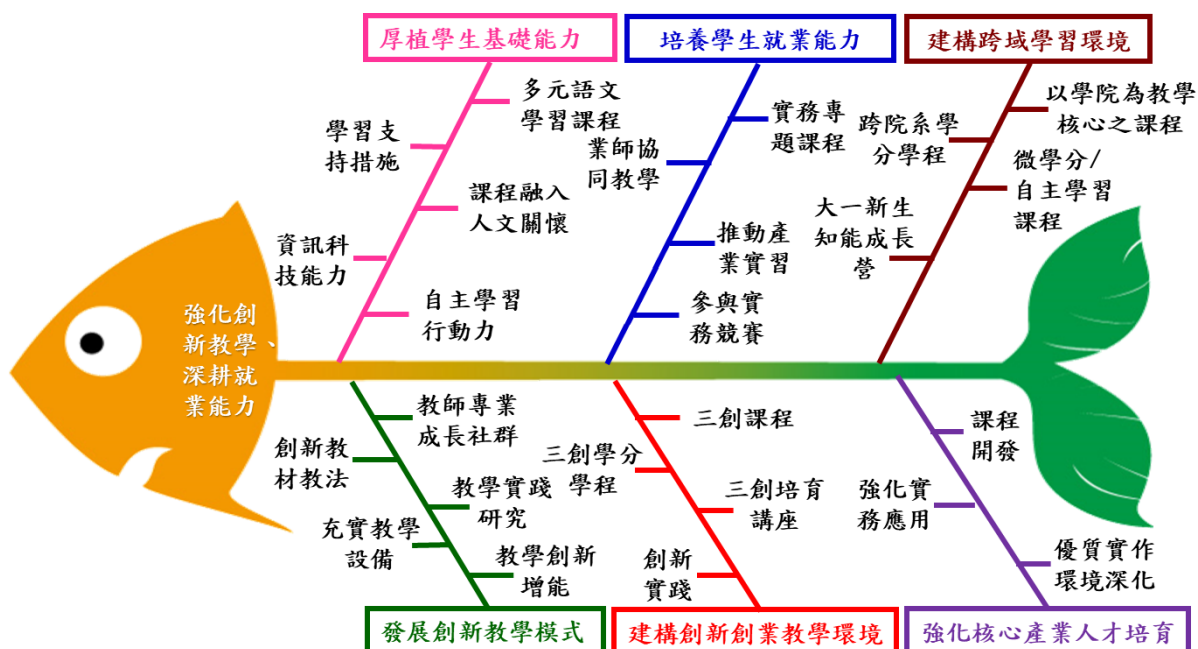 厚植學生基礎能力
培養學生就業能力
建構跨域學習環境
多元語文
學習課程
學習支
持措施
課程融入
人文關懷
資訊科
技能力
自主學習
行動力
實務專
題課程
業師協
同教學
推動產
業實習
參與實
務競賽
以學院為教學
核心之課程
跨院系學
分學程
微學分/
自主學習
課程
大一新生
知能成長
營
強化創
新教學、
深耕就
業能力
教師專業
成長社群
創新教
材教法
教學實踐
研究
充實教學
設備
教學創新
增能
三創課程
三創學分
學程
三創培育
講座
創新
實踐
課程
開發
強化實
務應用
優質實作
環境深化
發展創新教學模式
建構創新創業教學環境
強化核心產業人才培育